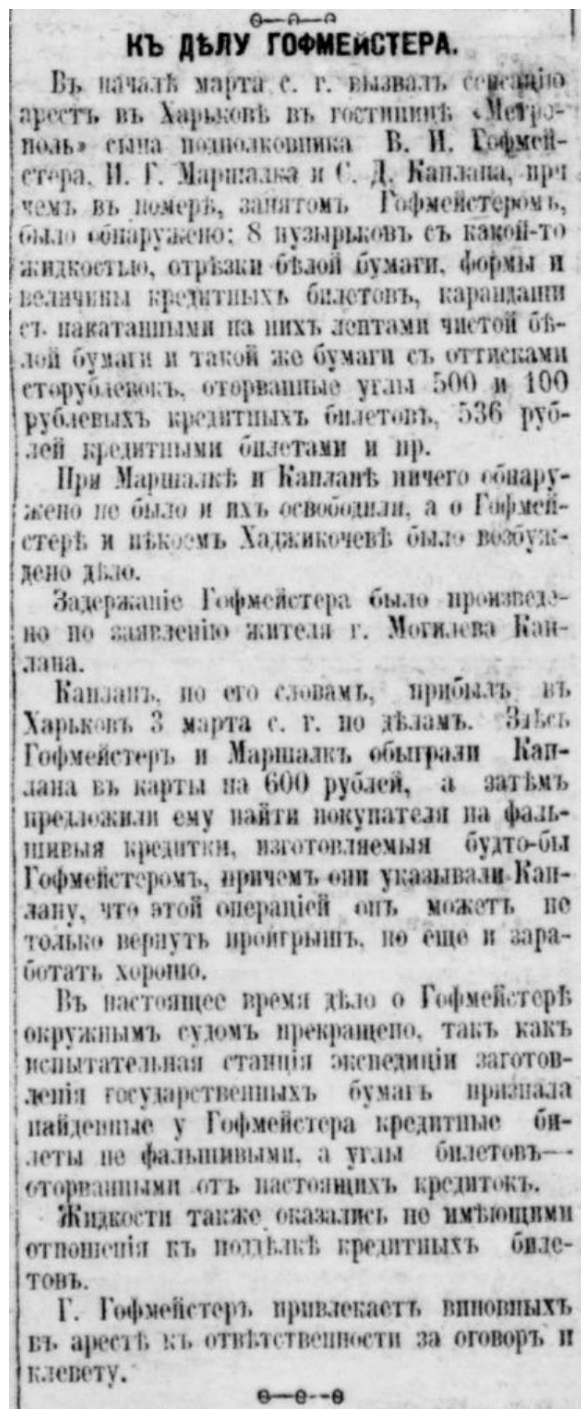 КЪ ДѢЛУ ГОФМЕЙСТЕРА.
Въ началѣ марта с. г. вызвалъ сенсацію
арестъ въ Харьковѣ въ гостиницѣ «Метро-
поль» сына подполковника В. И. Гофмей-
стера, И. Г. Маршалка и С. Д. Каплана, при
чемъ въ номерѣ, занятомъ Гофмейстеромъ,
было обнаружено: 8 пузырьковъ съ какой-то
жидкостью, отрѣзки бѣлой бумаги, формы и
величины кредитныхъ билетовъ, карандаши
съ накатанными на нихъ лентами чистой бѣ-
лой бумаги и такой же бумаги съ оттисками
сторублевокъ, оторванные углы 500 и 100
рублевыхъ кредитныхъ билетовъ, 536 руб-
лей кредитными билетами и пр.
При Маршалкѣ и Капланѣ ничего обнару-
жено не было и ихъ освободили, а о Гофмей-
стерѣ и нѣкоемъ Хаджикочевѣ было возбуж-
дено дѣло.
Задержаніе Гофмейстера было произведе-
но по заявленію жителя г. Могилева Кап-
лана.
Капланъ, по его словамъ, прибылъ въ
Харьковъ 3 марта с. г. по дѣламъ. Здѣсь
Гофмейстеръ и Маршалкъ обыграли Кап-
лана въ карты на 600 рублей, а затѣмъ
предложили ему найти покупателя на фаль-
шивыя кредитки, изготовляемыя будто-бы
Гофмейстеромъ, причемъ они указывали Кап-
лану, что этой операціей онъ можетъ не
только вернуть проигрышъ, но еще и зара-
ботать хорошо.
Въ настоящее время дѣло о Гофмейстерѣ
окружнымъ судомъ прекращено, такъ какъ
испытательная станція экспедиціи заготов-
ленія государственныхъ бумагъ признала
найденные у Гофмейстера кредитные би-
леты не фальшивыми, а углы билетовъ—
оторванными отъ настоящихъ кредитокъ.
Жидкости также оказались не имѣющими
отношенія къ поддѣлкѣ кредитныхъ биле-
товъ.
Г. Гофмейстеръ привлекаетъ виновныхъ
въ арестѣ къ отвѣтственности за оговоръ и
клевету.